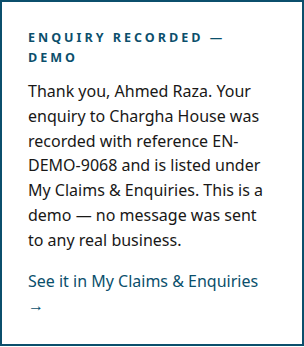 ENQUIRY RECORDED —
DEMO
Thank you, Ahmed Raza. Your
enquiry to Chargha House was
recorded with reference EN-
DEMO-9068 and is listed under
My Claims & Enquiries. This is a
demo — no message was sent
to any real business.
See it in My Claims & Enquiries
→